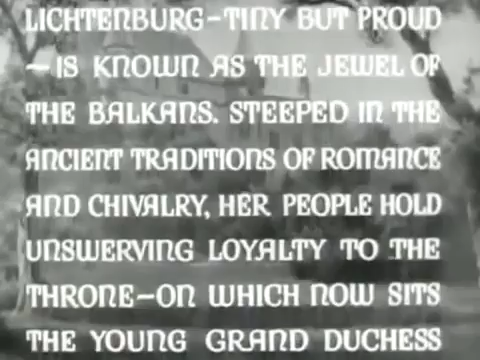 LICHTENBURG-TINY BUT PROUD
-IS KNOWN AS THE JEWEL OF
THE BALKANS. STEEPED IN THE
ANCIENT TRADITIONS OF ROMANCE
AND CHIVALRY, HER PEOPLE HOLD
UNSWERVING LOYALTY TO THE
THRONE-ON WHICH NOW SITS
THE YOUNG GRAND DUCHESS